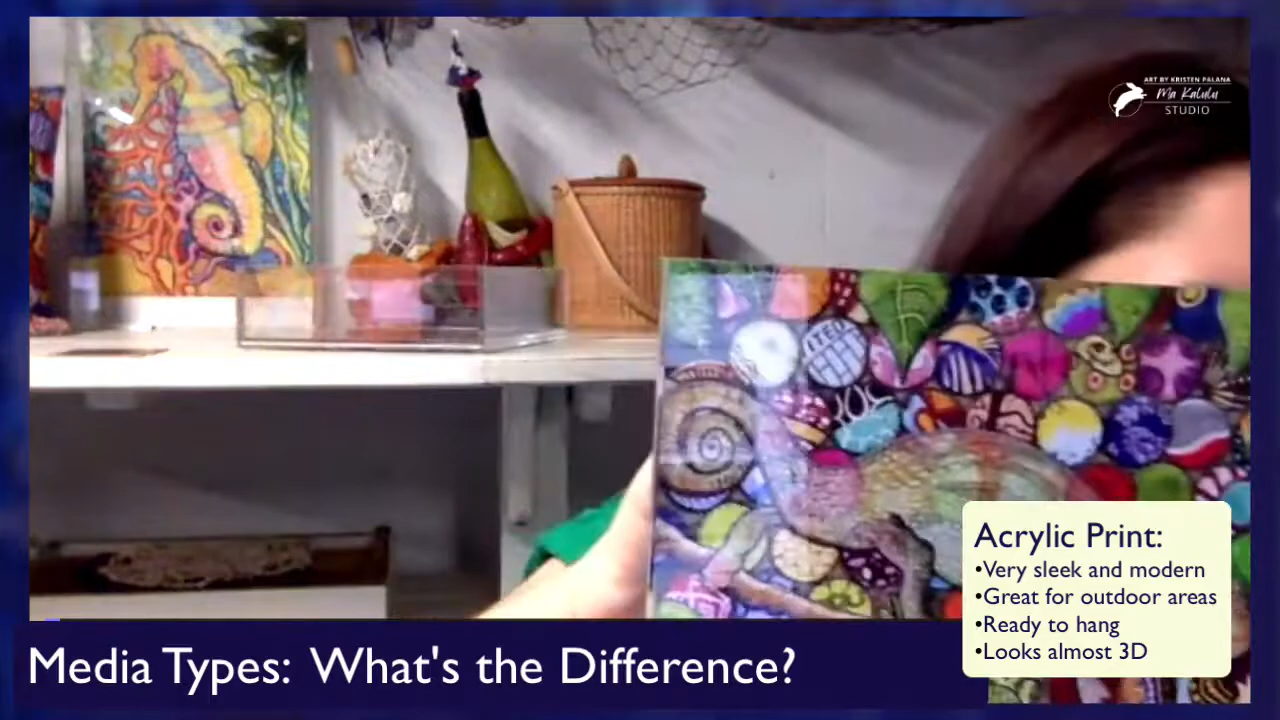 ART BY KRISTEN PALANA
Ma Kalulu
STUDIO
ITED
Acrylic Print:
•Very sleek and modern
•Great for outdoor areas
•Ready to hang
•Looks almost 3D
Media Types: What's the Difference?